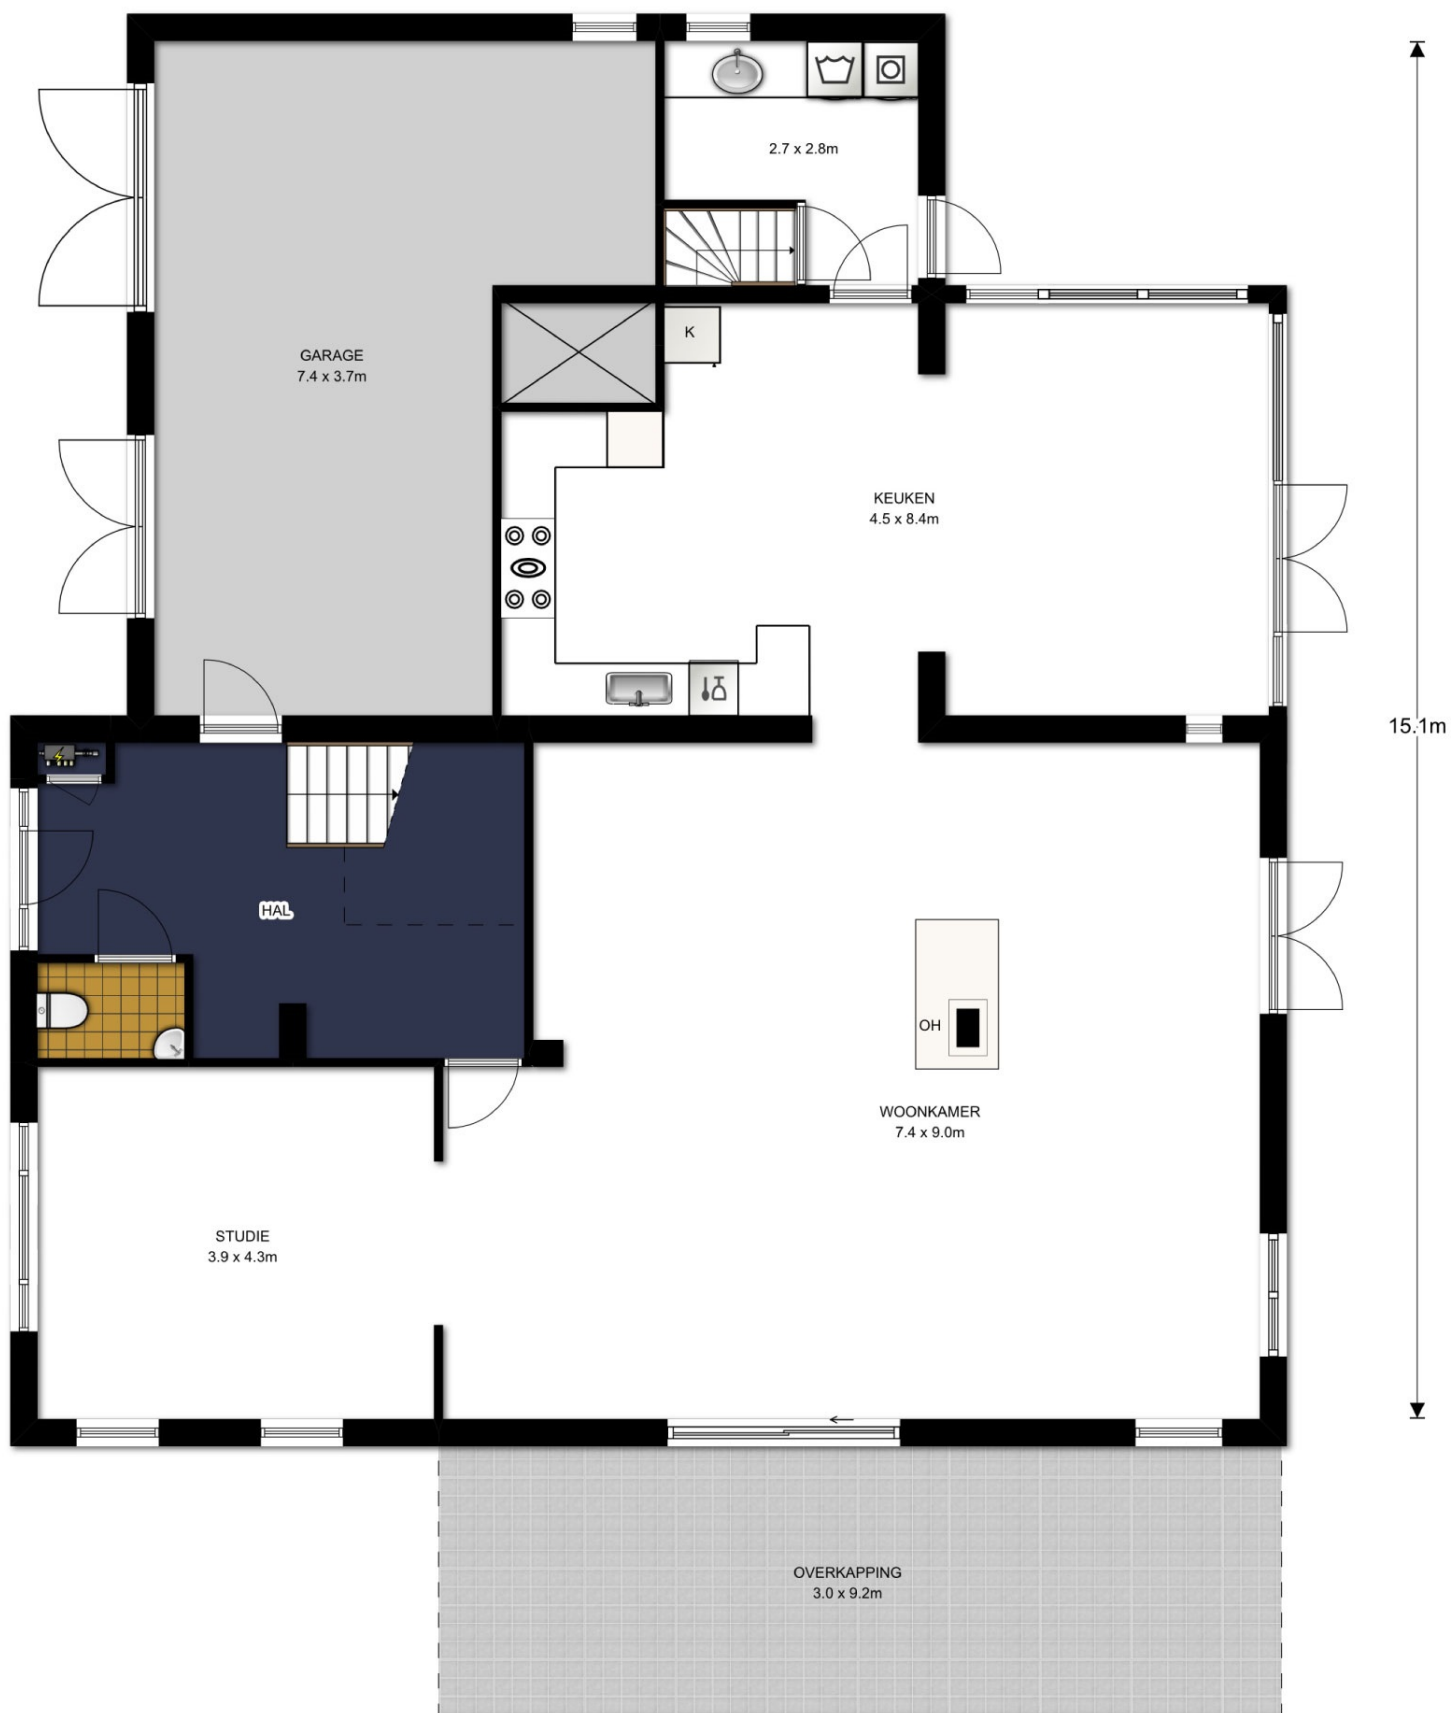 2.7 x 2.8m
K
GARAGE
7.4 x 3.7m
KEUKEN
4.5 x 8.4m
15.1m
HAL
OH
WOONKAMER
7.4 x 9.0m
STUDIE
3.9 x 4.3m
OVERKAPPING
3.0 x 9.2m